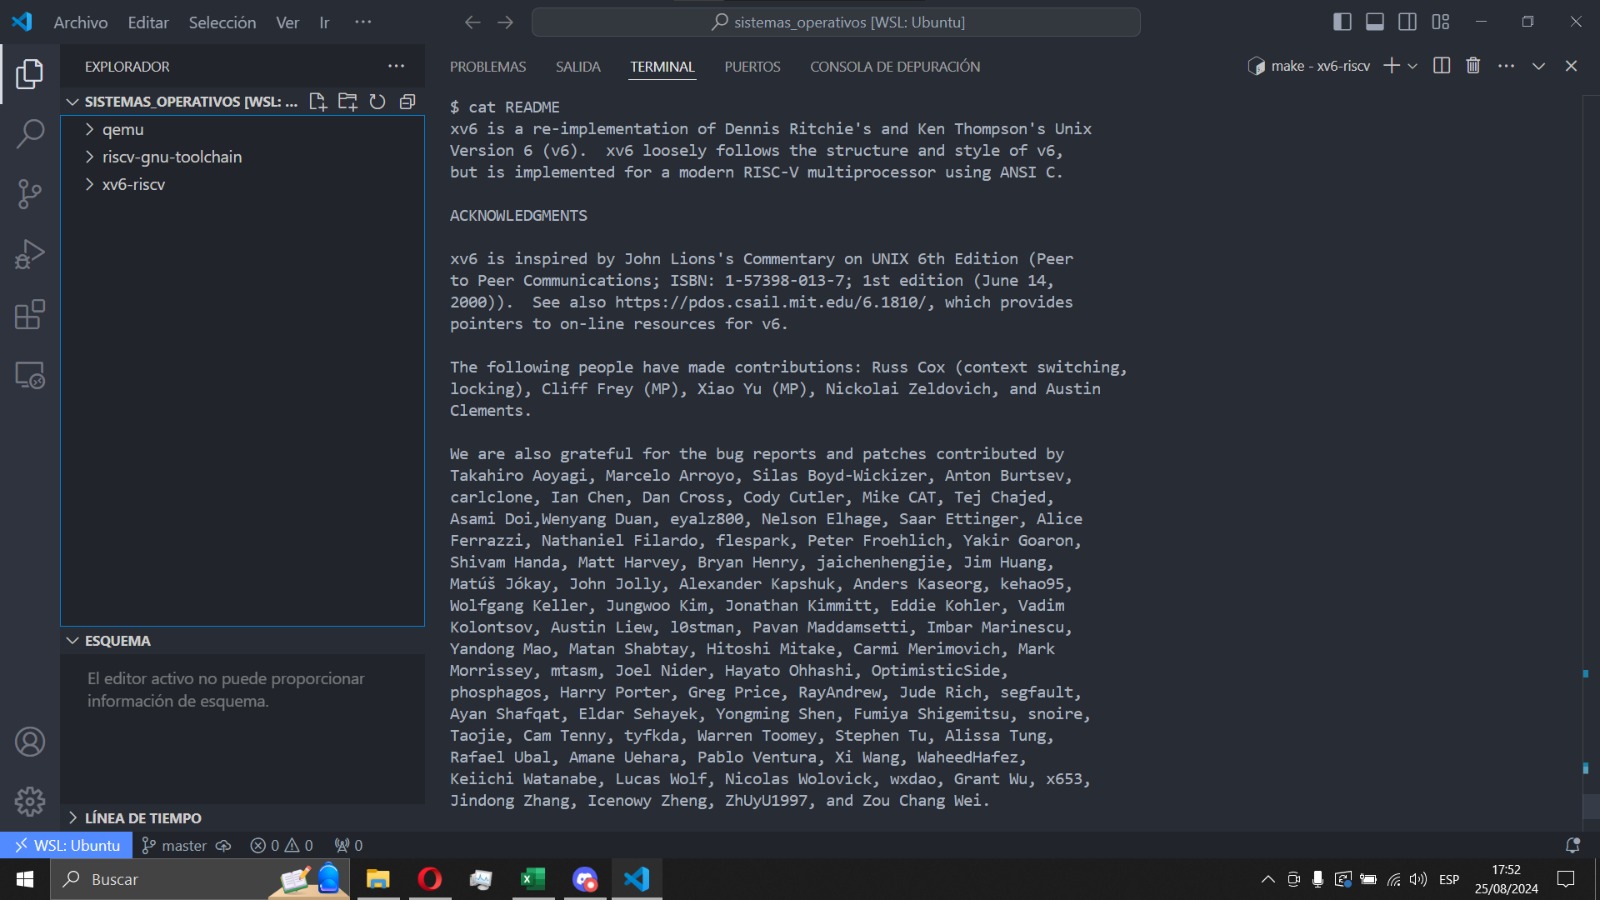 Archivo Editar Selección Ver Ir ···
sistemas_operativos [WSL: Ubuntu]
EXPLORADOR ···
SISTEMAS_OPERATIVOS [WSL: ...
qemu
riscv-gnu-toolchain
xv6-riscv
ESQUEMA
El editor activo no puede proporcionar
información de esquema.
LÍNEA DE TIEMPO
PROBLEMAS SALIDA TERMINAL PUERTOS CONSOLA DE DEPURACIÓN
make - xv6-riscv
$ cat README
xv6 is a re-implementation of Dennis Ritchie's and Ken Thompson's Unix
Version 6 (v6).  xv6 loosely follows the structure and style of v6,
but is implemented for a modern RISC-V multiprocessor using ANSI C.
ACKNOWLEDGMENTS
xv6 is inspired by John Lions's Commentary on UNIX 6th Edition (Peer
to Peer Communications; ISBN: 1-57398-013-7; 1st edition (June 14,
2000)).  See also https://pdos.csail.mit.edu/6.1810/, which provides
pointers to on-line resources for v6.
The following people have made contributions: Russ Cox (context switching,
locking), Cliff Frey (MP), Xiao Yu (MP), Nickolai Zeldovich, and Austin
Clements.
We are also grateful for the bug reports and patches contributed by
Takahiro Aoyagi, Marcelo Arroyo, Silas Boyd-Wickizer, Anton Burtsev,
carlclone, Ian Chen, Dan Cross, Cody Cutler, Mike CAT, Tej Chajed,
Asami Doi,Wenyang Duan, eyalz800, Nelson Elhage, Saar Ettinger, Alice
Ferrazzi, Nathaniel Filardo, flespark, Peter Froehlich, Yakir Goaron,
Shivam Handa, Matt Harvey, Bryan Henry, jaichenhengjie, Jim Huang,
Matúš Jókay, John Jolly, Alexander Kapshuk, Anders Kaseorg, kehao95,
Wolfgang Keller, Jungwoo Kim, Jonathan Kimmitt, Eddie Kohler, Vadim
Kolontsov, Austin Liew, l0stman, Pavan Maddamsetti, Imbar Marinescu,
Yandong Mao, Matan Shabtay, Hitoshi Mitake, Carmi Merimovich, Mark
Morrissey, mtasm, Joel Nider, Hayato Ohhashi, OptimisticSide,
phosphagos, Harry Porter, Greg Price, RayAndrew, Jude Rich, segfault,
Ayan Shafqat, Eldar Sehayek, Yongming Shen, Fumiya Shigemitsu, snoire,
Taojie, Cam Tenny, tyfkda, Warren Toomey, Stephen Tu, Alissa Tung,
Rafael Ubal, Amane Uehara, Pablo Ventura, Xi Wang, WaheedHafez,
Keiichi Watanabe, Lucas Wolf, Nicolas Wolovick, wxdao, Grant Wu, x653,
Jindong Zhang, Icenowy Zheng, ZhUyU1997, and Zou Chang Wei.
WSL: Ubuntu master 0 0 0
Buscar
ESP
17:52
25/08/2024